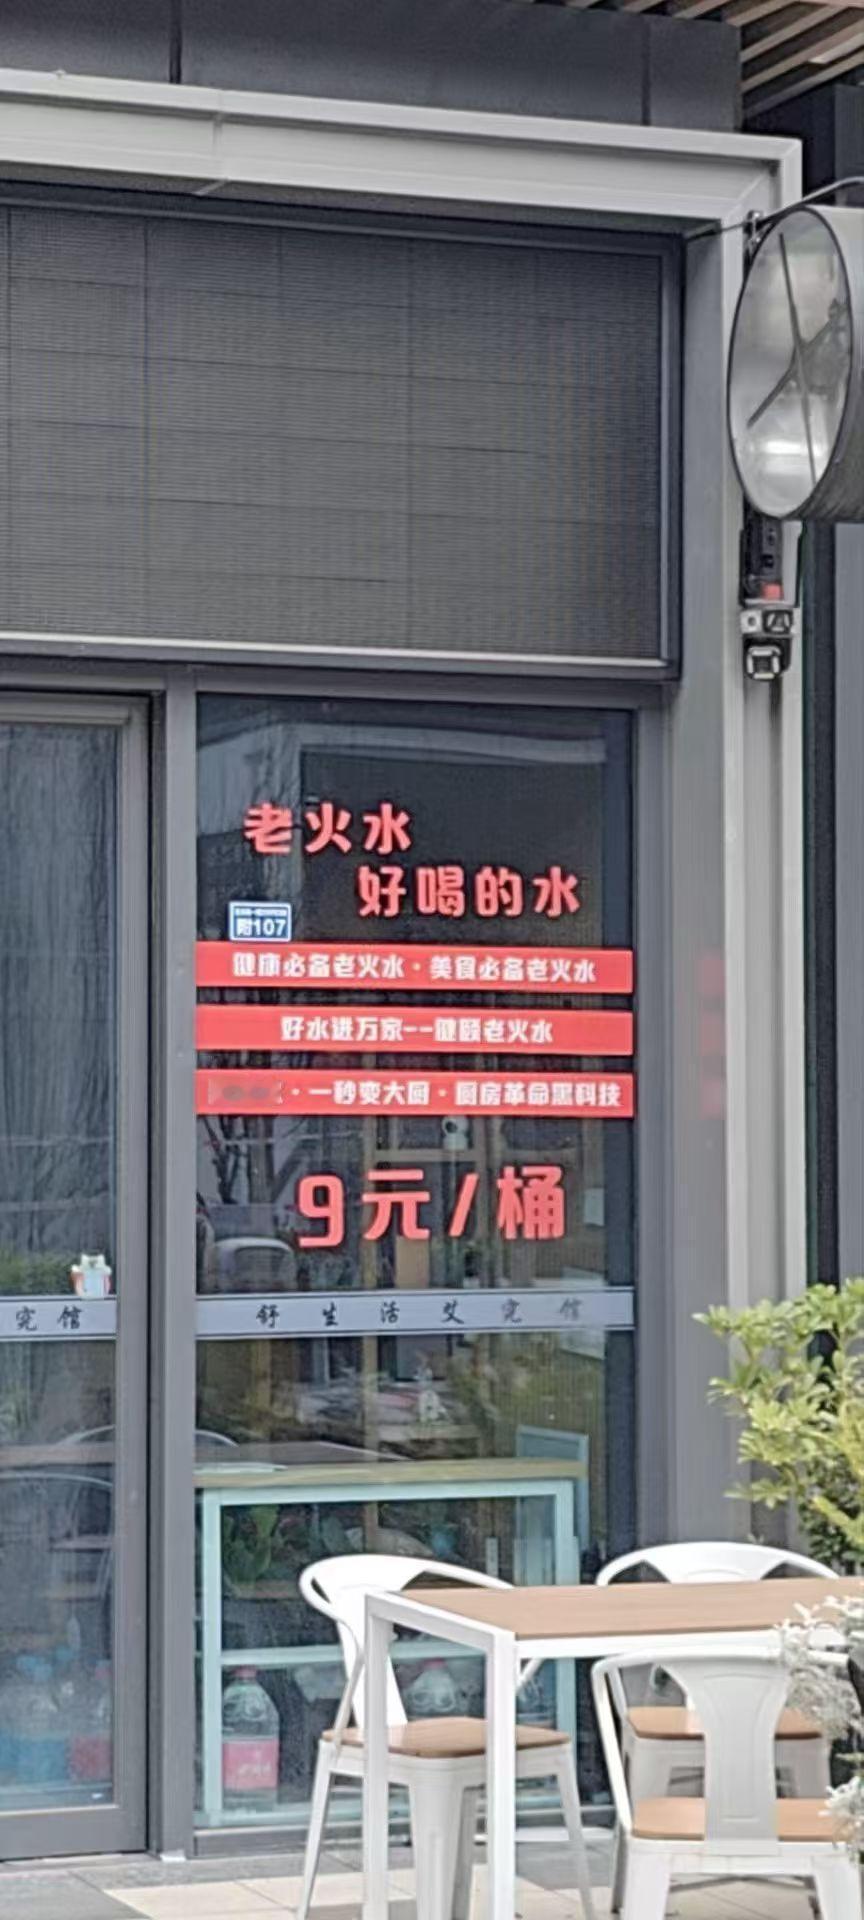 老火水
好喝的水
附107
健康必备老火水·美食必备老火水
好水进万家--健颐老火水
·一秒变大厨·厨房革命黑科技
9元/桶
究馆
舒生活艾究馆